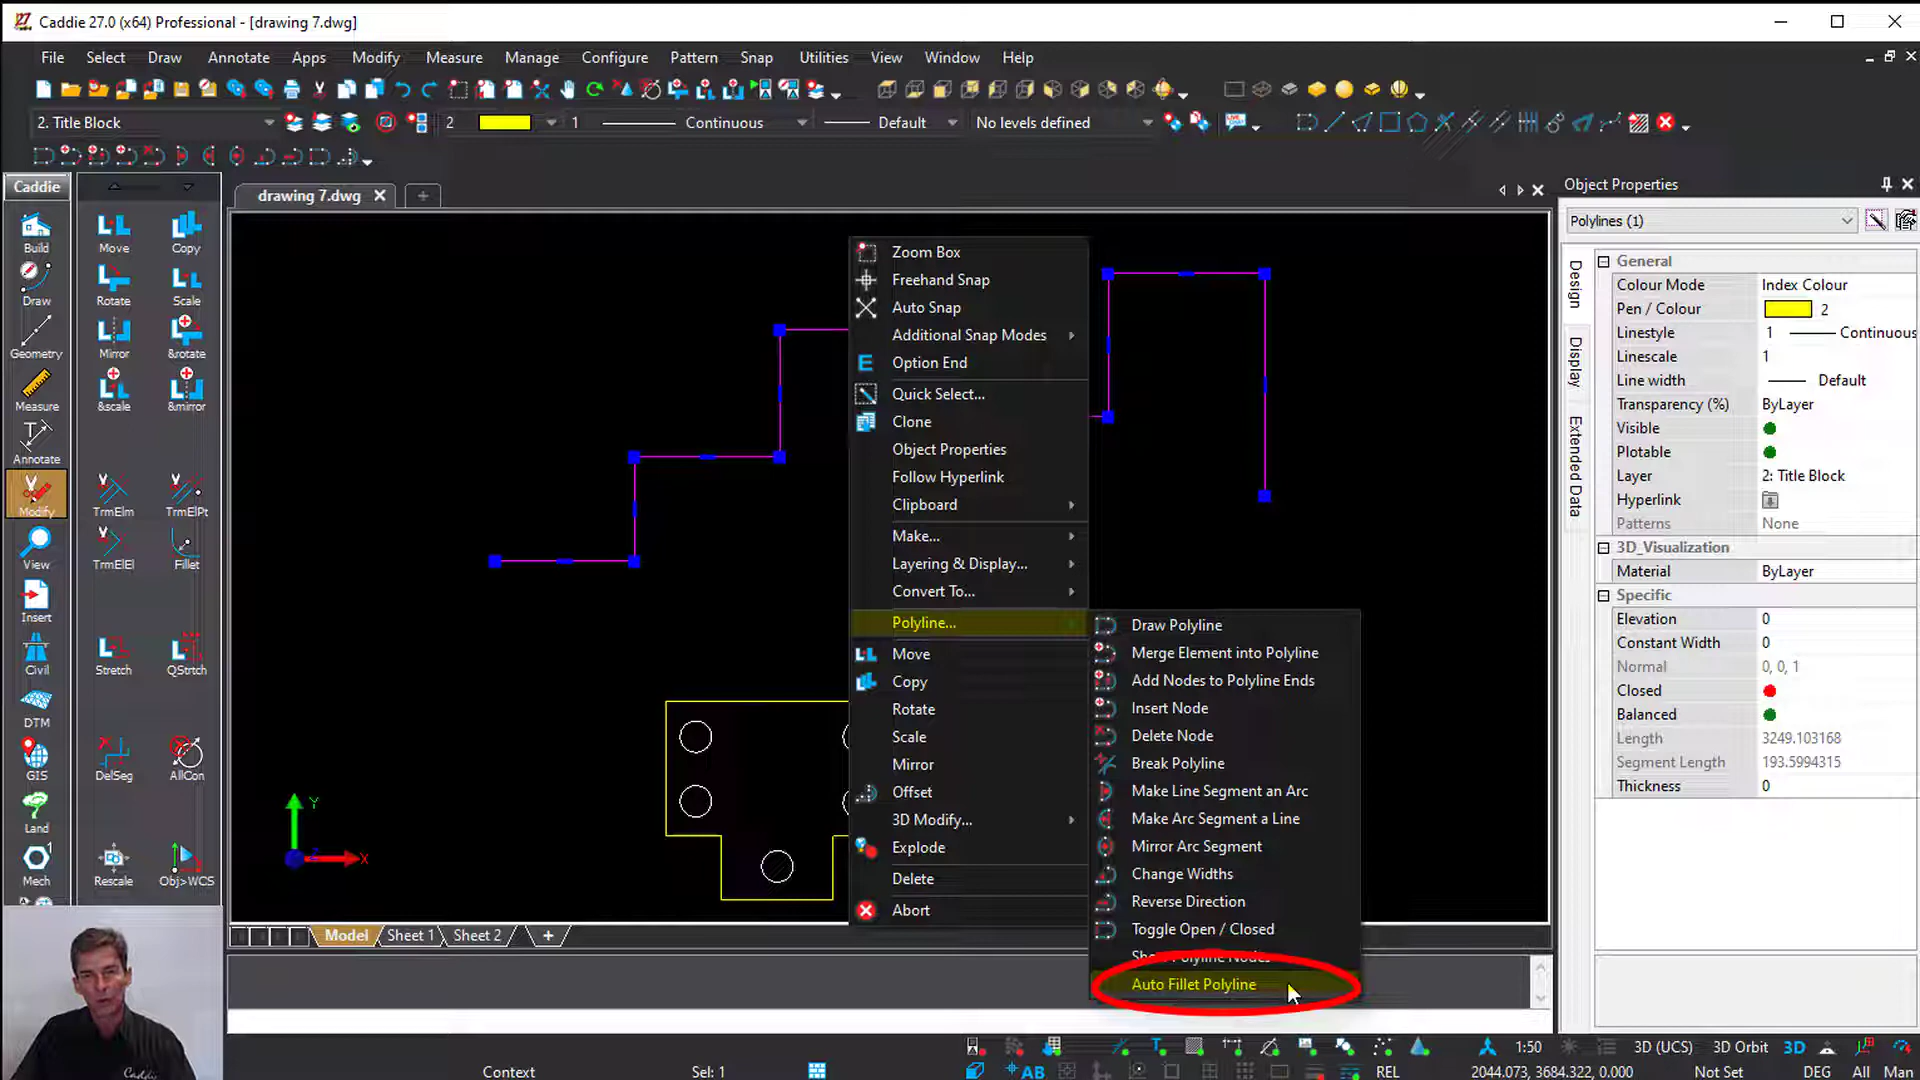 Caddie 27.0 (x64) Professional - [drawing 7.dwg]
File Select Draw Annotate Apps Modify Measure Manage Configure Pattern Snap Utilities View Window Help
2. Title Block 2 1 Continuous Default No levels defined
Caddie
Build
Draw
Geometry
Measure
Annotate
Modify
View
Insert
Civil
DTM
GIS
Land
Mech
Move Copy
Rotate Scale
Mirror &rotate
&scale &mirror
TrmElm TrmElPt
TrmElEl Fillet
Stretch QStrtch
DelSeg AllCon
Rescale Obj>WCS
drawing 7.dwg
Y
X
Zoom Box
Freehand Snap
Auto Snap
Additional Snap Modes
E Option End
Quick Select...
Clone
Object Properties
Follow Hyperlink
Clipboard
Make...
Layering & Display...
Convert To...
Polyline...
Move
Copy
Rotate
Scale
Mirror
Offset
3D Modify...
Explode
Delete
Abort
Draw Polyline
Merge Element into Polyline
Add Nodes to Polyline Ends
Insert Node
Delete Node
Break Polyline
Make Line Segment an Arc
Make Arc Segment a Line
Mirror Arc Segment
Change Widths
Reverse Direction
Toggle Open / Closed
Show Polyline Nodes
Auto Fillet Polyline
Object Properties
Polylines (1)
Design
Display
Extended Data
General
Colour Mode Index Colour
Pen / Colour 2
Linestyle 1 Continuous
Linescale 1
Line width Default
Transparency (%) ByLayer
Visible
Plotable
Layer 2: Title Block
Hyperlink
Patterns None
3D_Visualization
Material ByLayer
Specific
Elevation 0
Constant Width 0
Normal 0, 0, 1
Closed
Balanced
Length 3249.103168
Segment Length 193.5994315
Thickness 0
Model Sheet 1 Sheet 2
1:50 3D (UCS) 3D Orbit 3D
Context Sel: 1 AB REL 2044.073, 3684.322, 0.000 DEG All Man
Not Set
Caddie